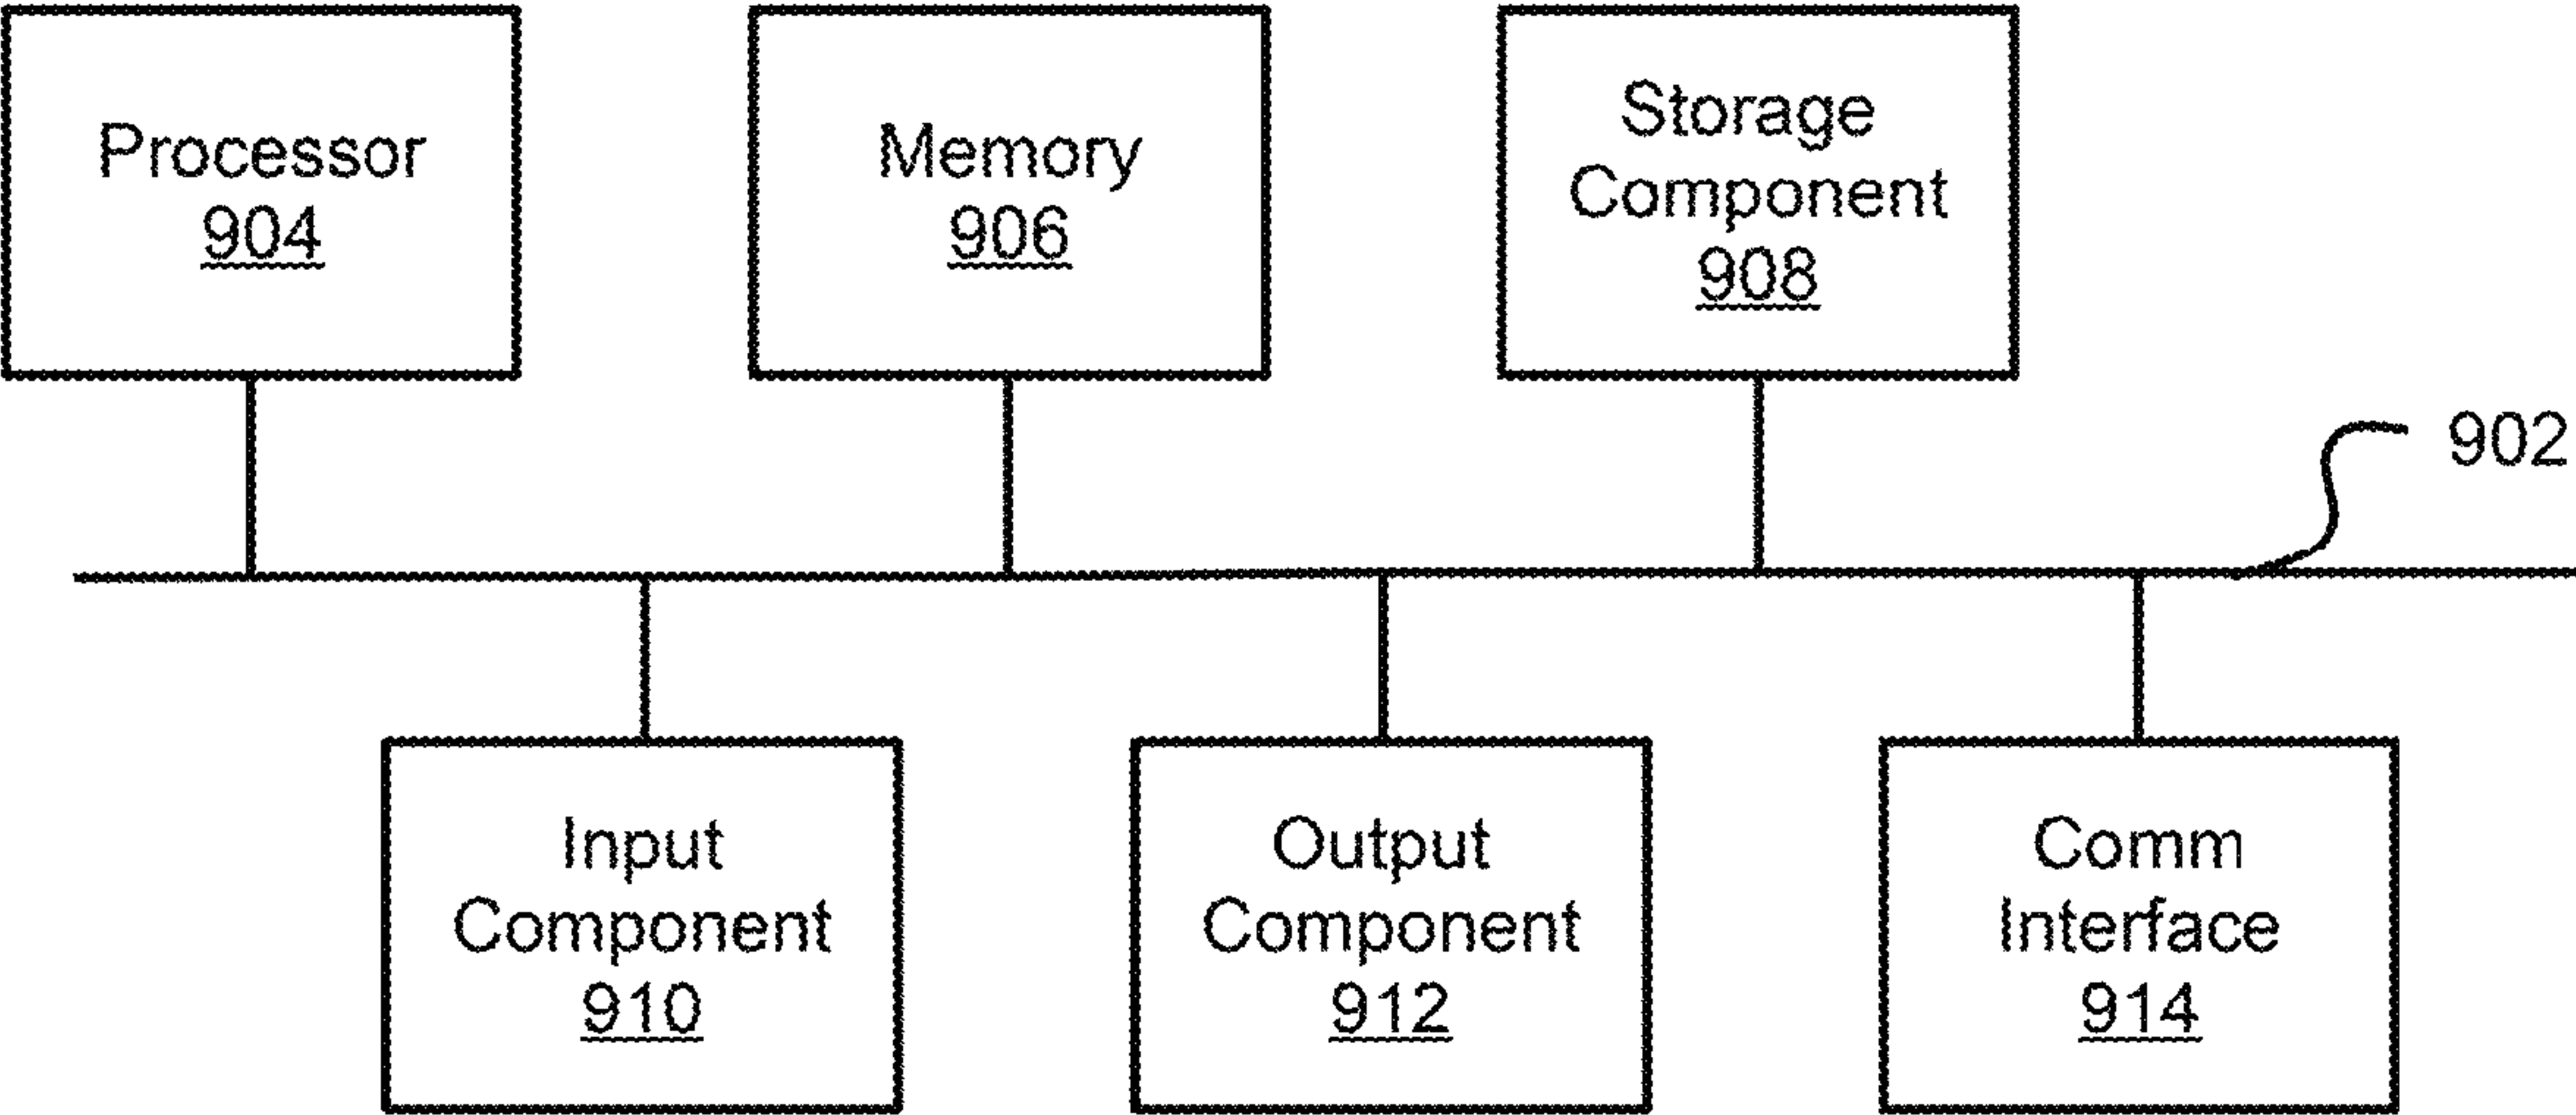 Processor
904
Memory
906
Storage
Component
908
902
Input
Component
910
Output
Component
912
Comm
Interface
914